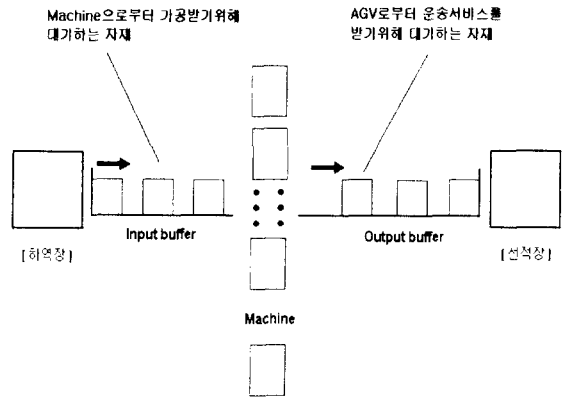 Machine으로부터 가공받기위해
대기하는 자재
AGV로부터 운송서비스를
받기위해 대기하는 자재
Input buffer
Output buffer
[하역장]
[선적장]
Machine